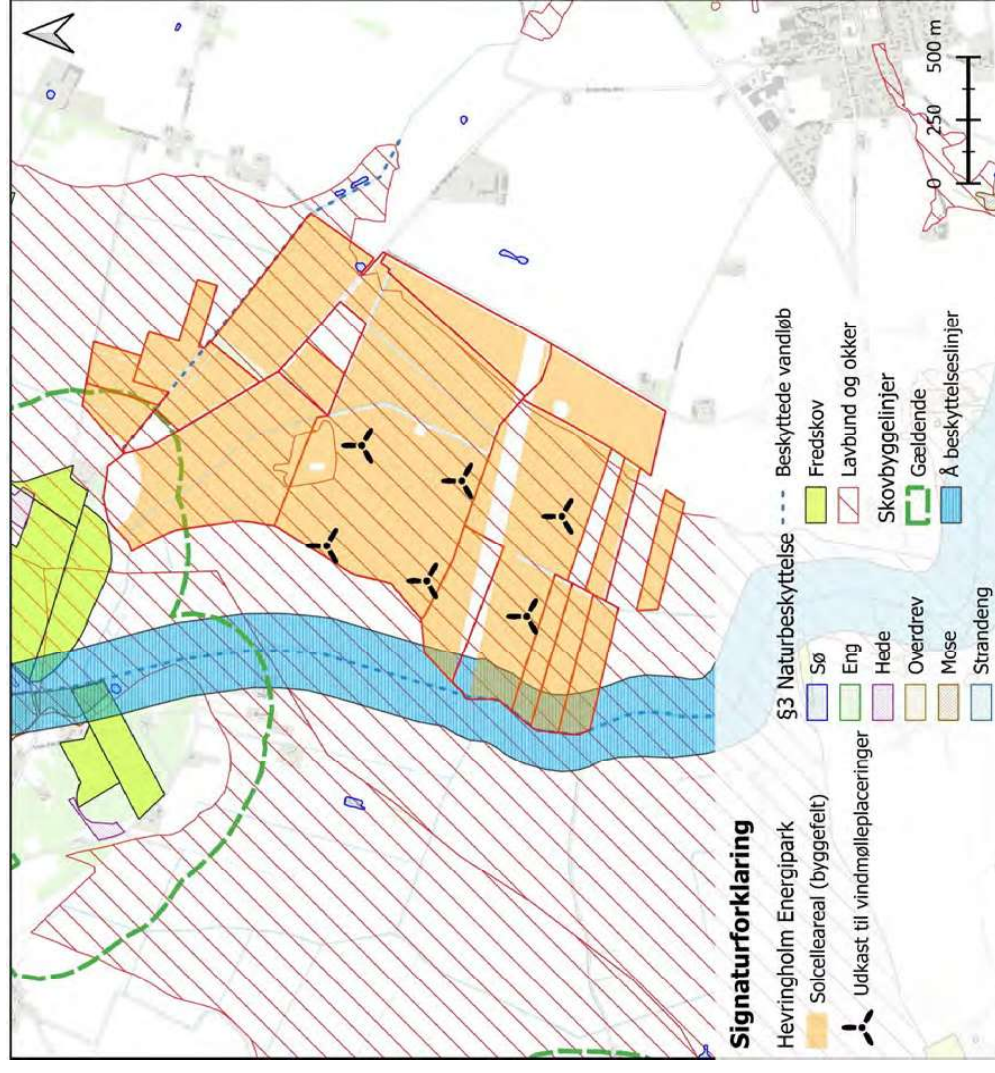 500 m
250
0
Signaturforklaring
Hevringholm Energipark
Solcelleareal (byggefelt)
Udkast til vindmølleplaceringer
§3 Naturbeskyttelse
Sø
Eng
Hede
Overdrev
Mose
Strandeng
Beskyttede vandløb
Fredskov
Lavbund og okker
Skovbyggelinjer
Gældende
Å beskyttelseslinjer